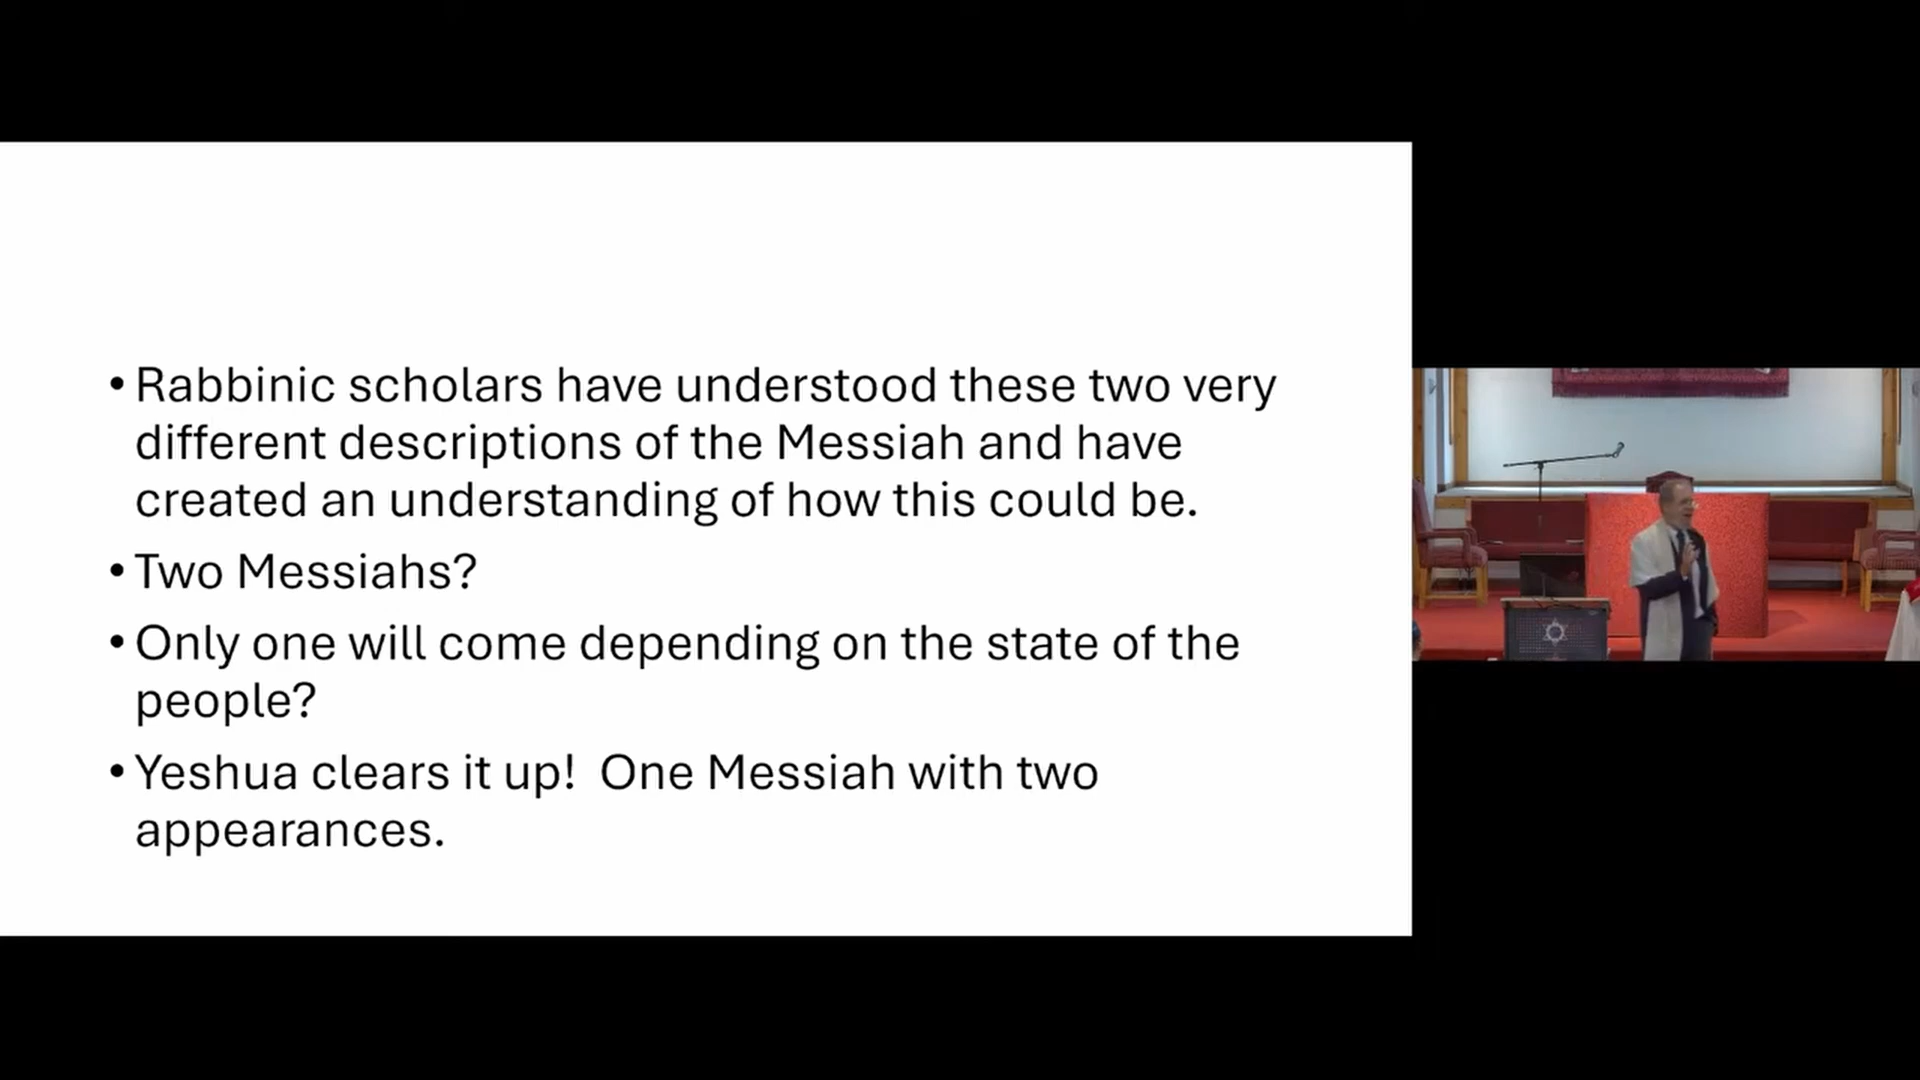 • Rabbinic scholars have understood these two very
different descriptions of the Messiah and have
created an understanding of how this could be.
• Two Messiahs?
• Only one will come depending on the state of the
people?
• Yeshua clears it up!  One Messiah with two
appearances.